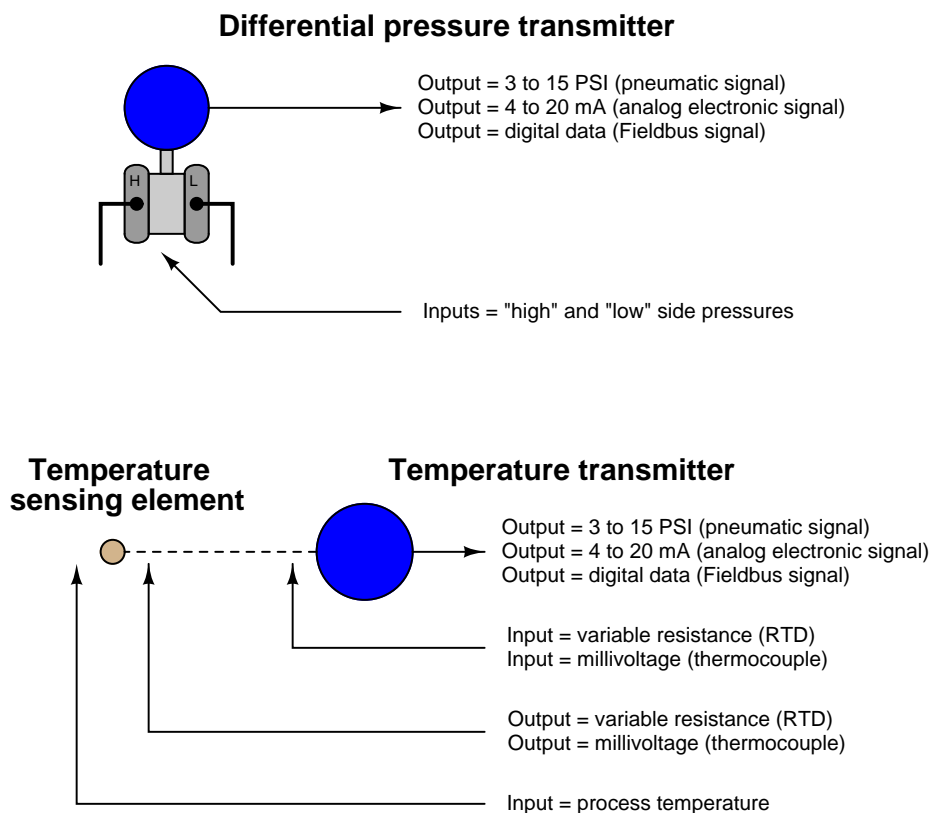 Differential pressure transmitter
Output = 3 to 15 PSI (pneumatic signal)
Output = 4 to 20 mA (analog electronic signal)
Output = digital data (Fieldbus signal)
H
L
Inputs = "high" and "low" side pressures
Temperature
sensing element
Temperature transmitter
Output = 3 to 15 PSI (pneumatic signal)
Output = 4 to 20 mA (analog electronic signal)
Output = digital data (Fieldbus signal)
Input = variable resistance (RTD)
Input = millivoltage (thermocouple)
Output = variable resistance (RTD)
Output = millivoltage (thermocouple)
Input = process temperature